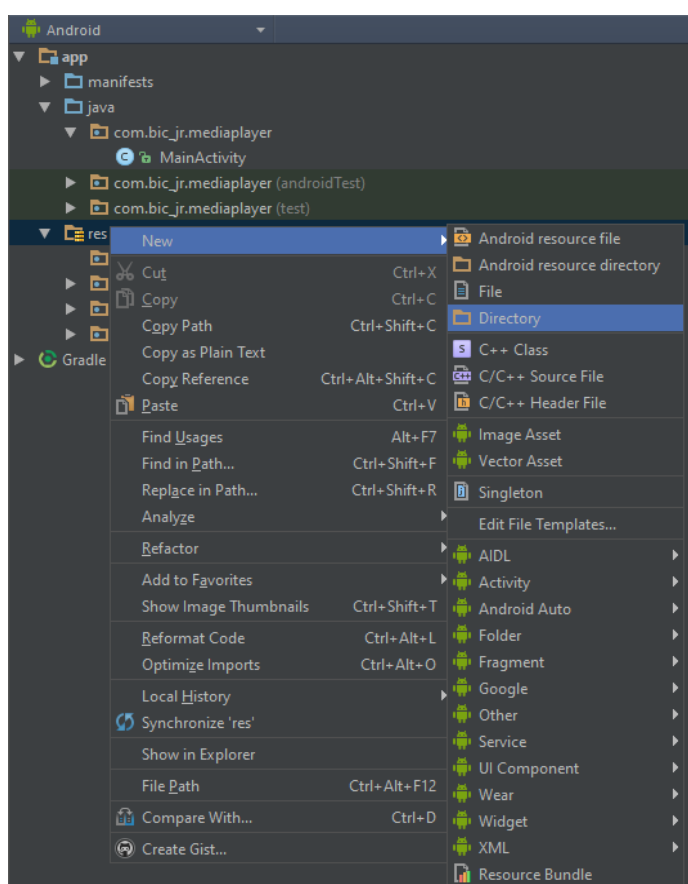 Android
app
manifests
java
com.bic_jr.mediaplayer
MainActivity
com.bic_jr.mediaplayer (androidTest)
com.bic_jr.mediaplayer (test)
res
Gradle
New
Cut Ctrl+X
Copy Ctrl+C
Copy Path Ctrl+Shift+C
Copy as Plain Text
Copy Reference Ctrl+Alt+Shift+C
Paste Ctrl+V
Find Usages Alt+F7
Find in Path... Ctrl+Shift+F
Replace in Path... Ctrl+Shift+R
Analyze
Refactor
Add to Favorites
Show Image Thumbnails Ctrl+Shift+T
Reformat Code Ctrl+Alt+L
Optimize Imports Ctrl+Alt+O
Local History
Synchronize 'res'
Show in Explorer
File Path Ctrl+Alt+F12
Compare With... Ctrl+D
Create Gist...
Android resource file
Android resource directory
File
Directory
C++ Class
C/C++ Source File
C/C++ Header File
Image Asset
Vector Asset
Singleton
Edit File Templates...
AIDL
Activity
Android Auto
Folder
Fragment
Google
Other
Service
UI Component
Wear
Widget
XML
Resource Bundle